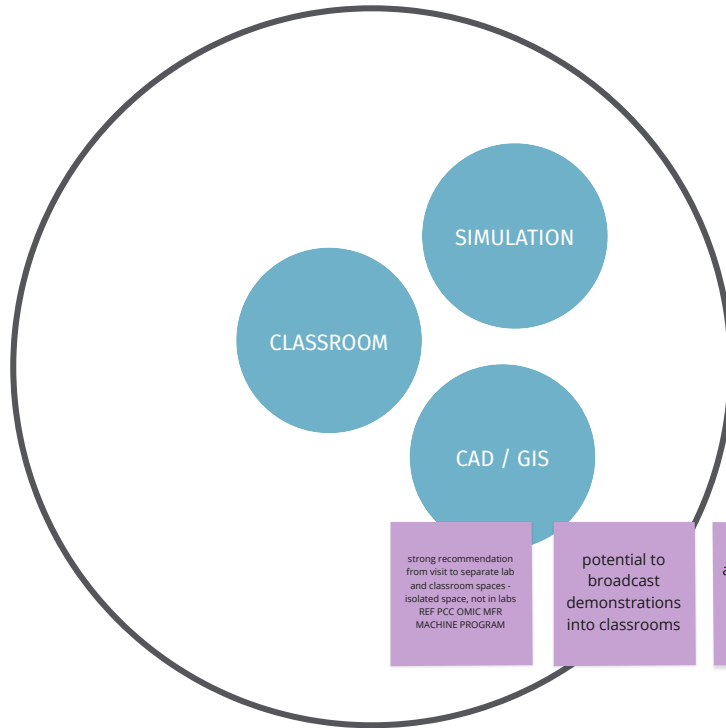 SIMULATION
CLASSROOM
CAD / GIS
strong recommendation
from visit to separate lab
and classroom spaces -
isolated space, not in labs
REF PCC OMIC MFR
MACHINE PROGRAM
potential to
broadcast
demonstrations
into classrooms